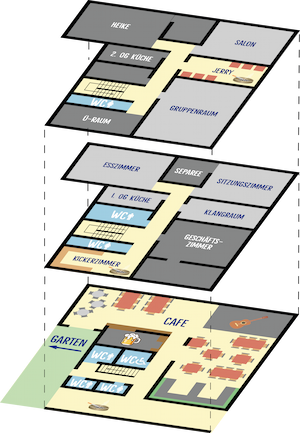 HEIKE
SALON
2. OG KÜCHE
JERRY
WC
GRUPPENRAUM
Ü-RAUM
ESSZIMMER
SEPAREE
SITZUNGSZIMMER
1. OG KÜCHE
WC
KLANGRAUM
WC
GESCHÄFTS-
ZIMMER
KICKERZIMMER
CAFE
GARTEN
WC
WC
WC
WC